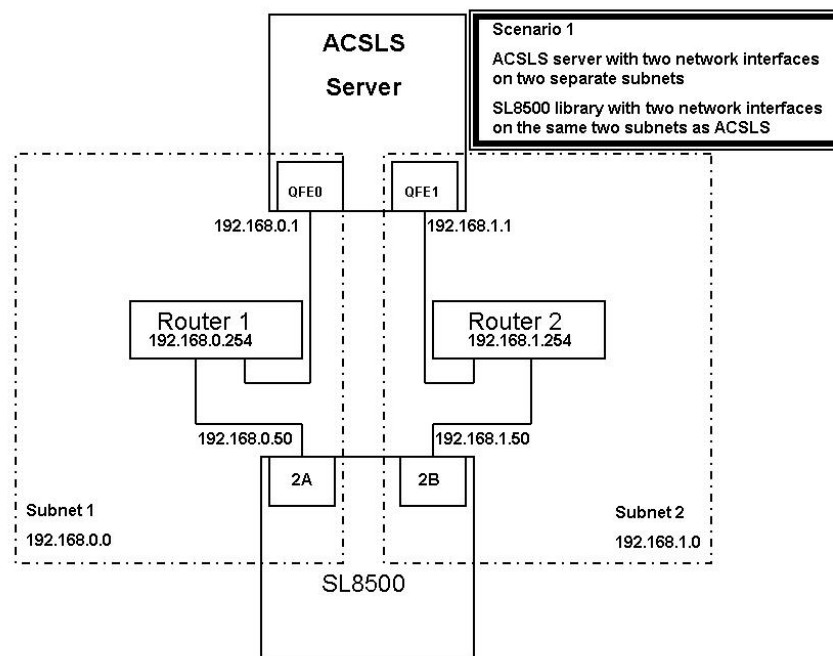 ACSLS
Server
Scenario 1
ACSLS server with two network interfaces
on two separate subnets
SL8500 library with two network interfaces
on the same two subnets as ACSLS
QFE0
QFE1
192.168.0.1
192.168.1.1
Router 1
192.168.0.254
Router 2
192.168.1.254
192.168.0.50
192.168.1.50
2A
2B
Subnet 1
192.168.0.0
Subnet 2
192.168.1.0
SL8500